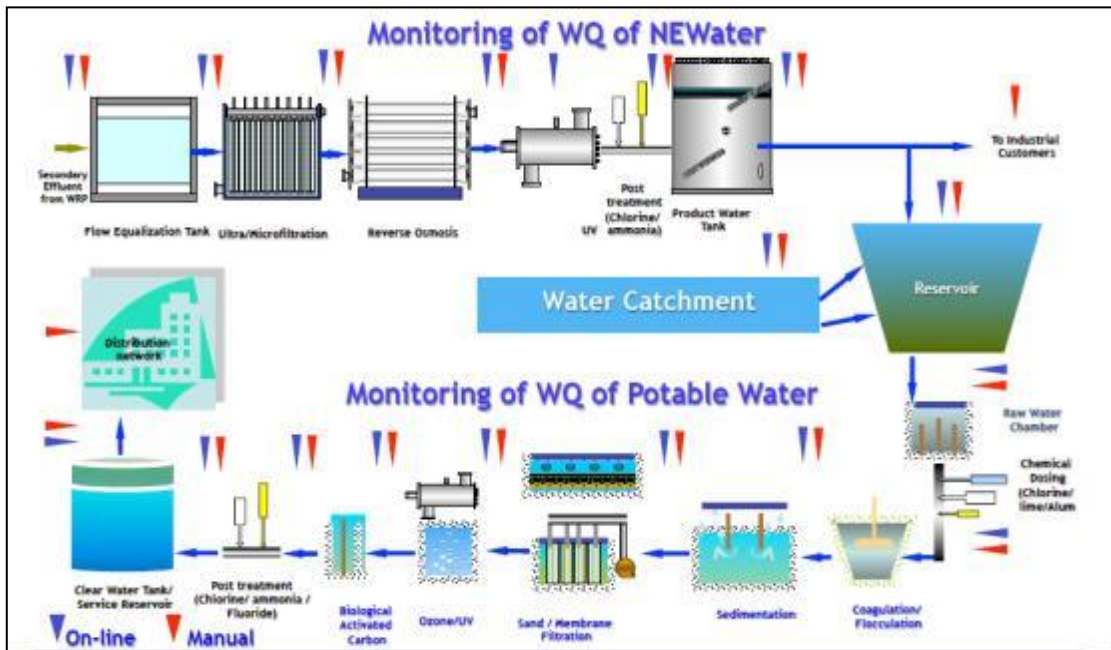 Monitoring of WQ of NEWater
To Industrial
Customers
Secondary
Effluent
from WRP
Post
treatment
(Chlorine/
UV ammonia)
Product Water
Tank
Flow Equalization Tank
Ultra/Microfiltration
Reverse Osmosis
Water Catchment
Reservoir
Distribution
network
Monitoring of WQ of Potable Water
Raw Water
Chamber
Chemical
Dosing
(Chlorine/
lime/Alum
Clear Water Tank/
Service Reservoir
Post treatment
(Chlorine/ ammonia /
Fluoride)
Biological
Activated
Carbon
Ozone/UV
Sand / Membrane
Filtration
Sedimentation
Coagulation/
Flocculation
On-line
Manual